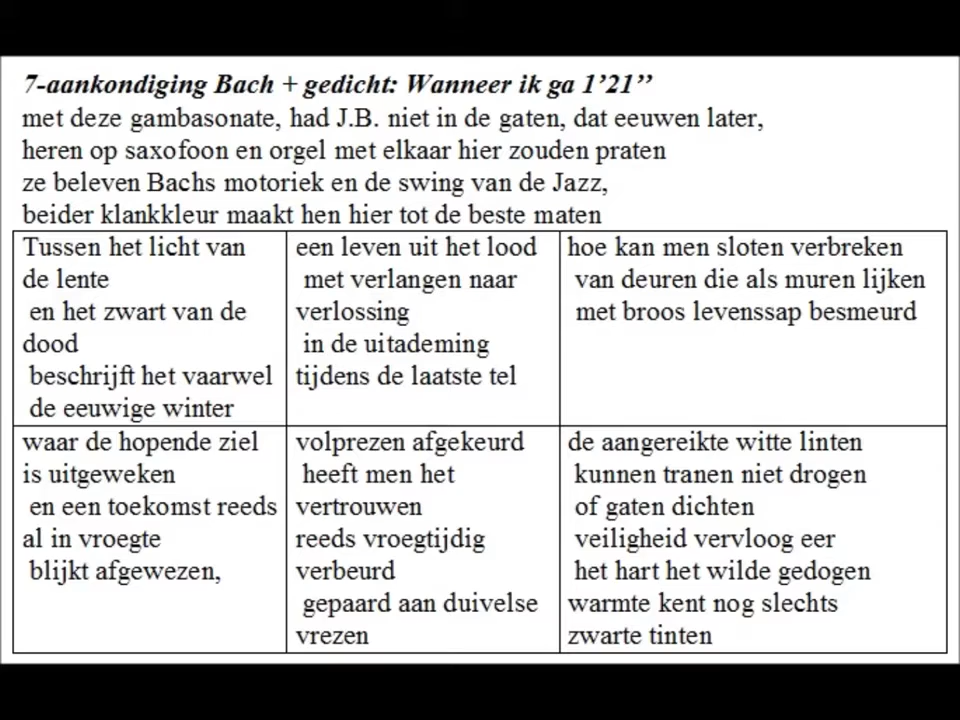 7-aankondiging Bach + gedicht: Wanneer ik ga 1’21’’
met deze gambasonate, had J.B. niet in de gaten, dat eeuwen later,
heren op saxofoon en orgel met elkaar hier zouden praten
ze beleven Bachs motoriek en de swing van de Jazz,
beider klankkleur maakt hen hier tot de beste maten
Tussen het licht van
de lente
en het zwart van de
dood
beschrijft het vaarwel
de eeuwige winter
een leven uit het lood
met verlangen naar
verlossing
in de uitademing
tijdens de laatste tel
hoe kan men sloten verbreken
van deuren die als muren lijken
met broos levenssap besmeurd
waar de hopende ziel
is uitgeweken
en een toekomst reeds
al in vroegte
blijkt afgewezen,
volprezen afgekeurd
heeft men het
vertrouwen
reeds vroegtijdig
verbeurd
gepaard aan duivelse
vrezen
de aangereikte witte linten
kunnen tranen niet drogen
of gaten dichten
veiligheid vervloog eer
het hart het wilde gedogen
warmte kent nog slechts
zwarte tinten